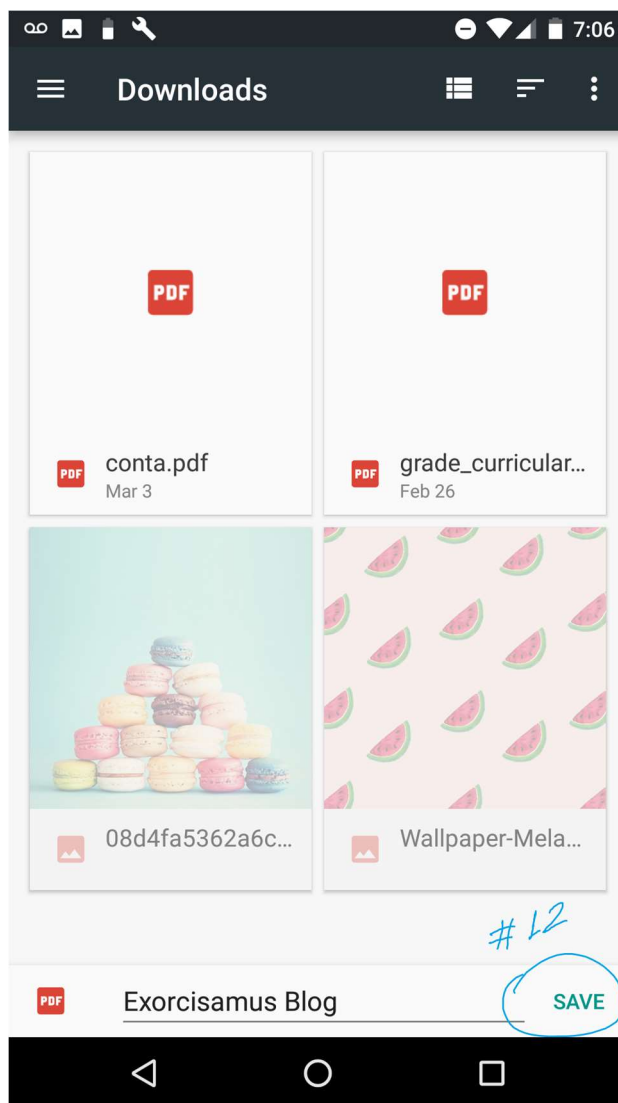 7:06
Downloads
PDF
PDF
PDF
conta.pdf
Mar 3
PDF
grade_curricular...
Feb 26
08d4fa5362a6c...
Wallpaper-Mela...
#12
PDF
Exorcisamus Blog
SAVE